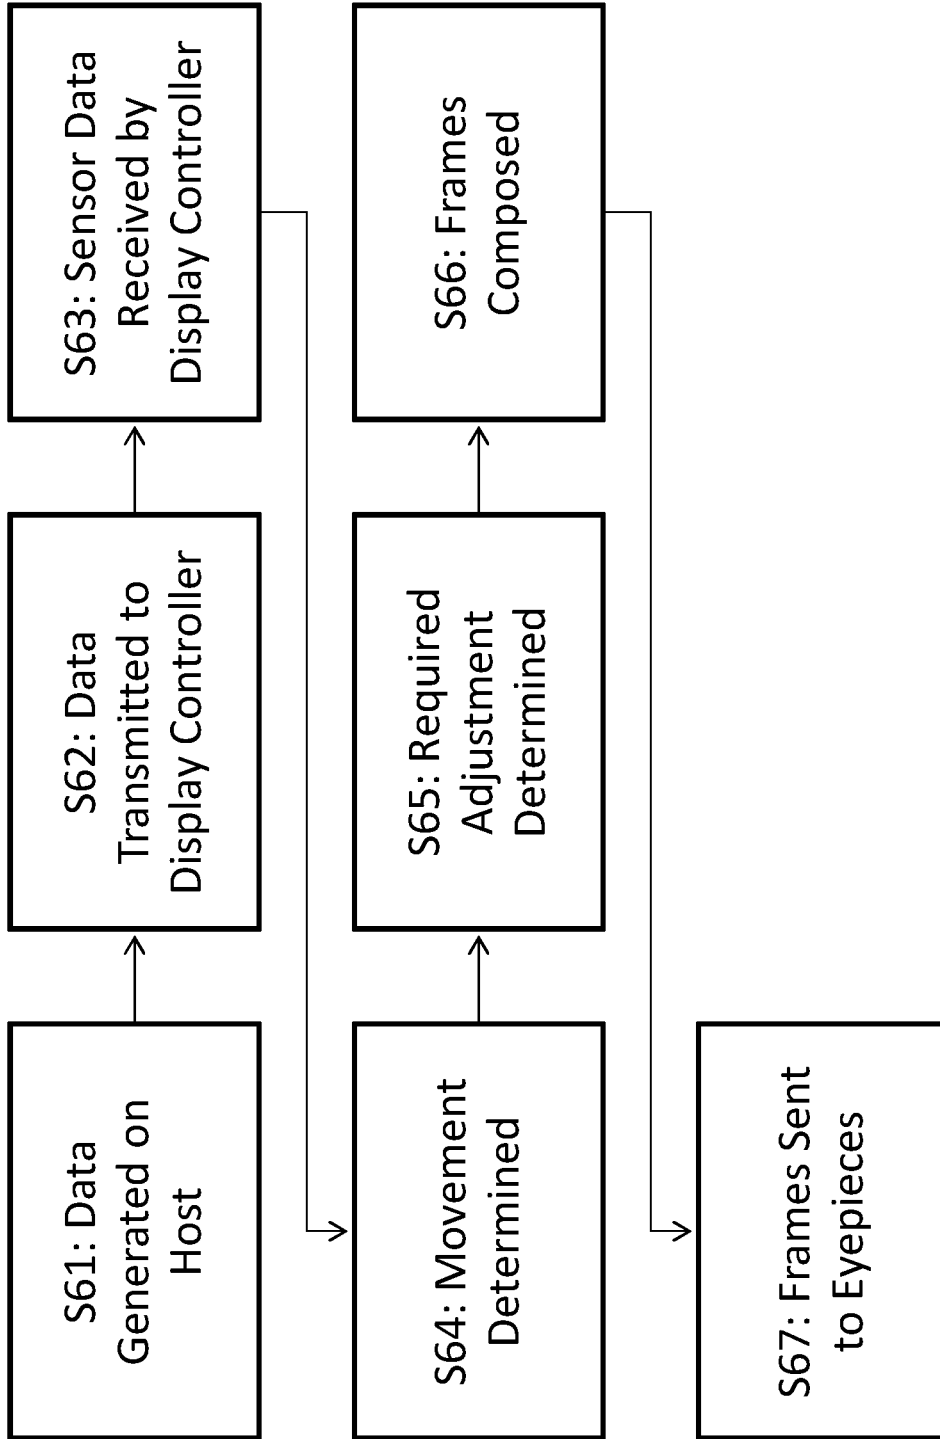 S61: Data
Generated on
Host
S62: Data
Transmitted to
Display Controller
S63: Sensor Data
Received by
Display Controller
S64: Movement
Determined
S65: Required
Adjustment
Determined
S66: Frames
Composed
S67: Frames Sent
to Eyepieces